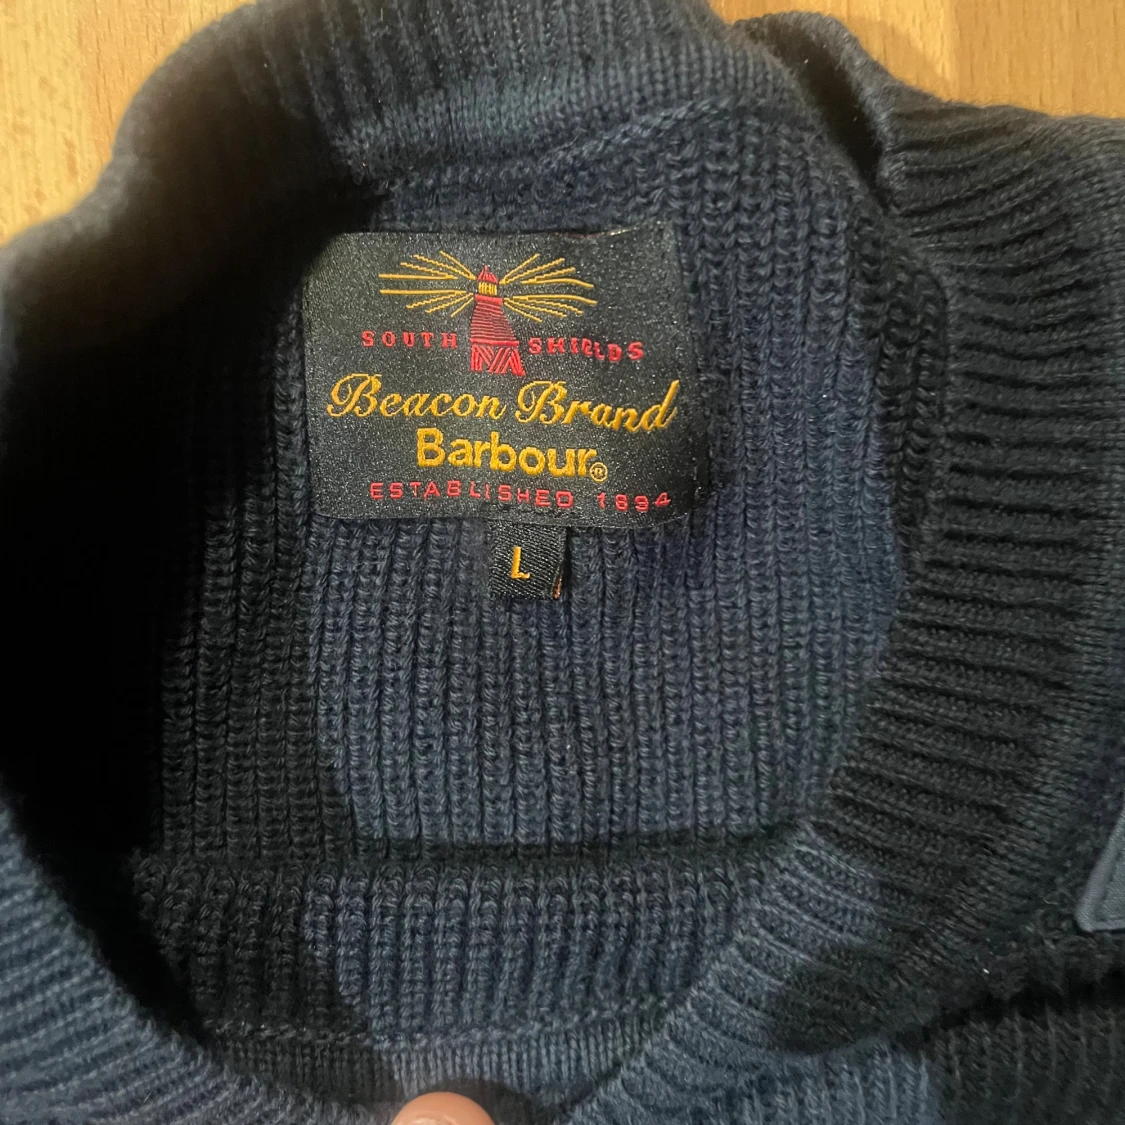 SOUTH SHIELDS
Beacon Brand
Barbour®
ESTABLISHED 1894
L